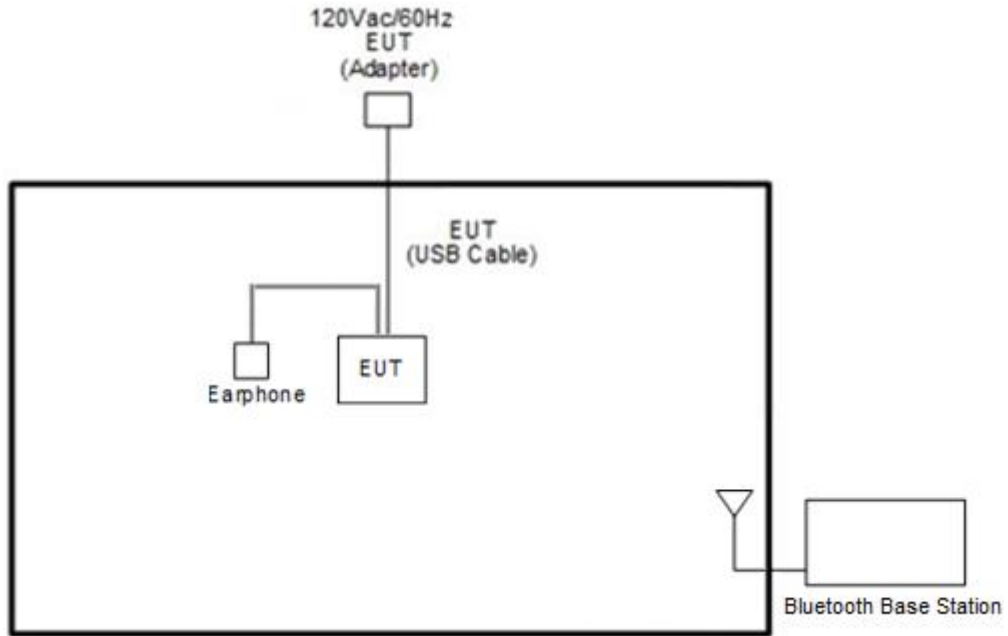 120Vac/60Hz
EUT
(Adapter)
EUT
(USB Cable)
EUT
Earphone
Bluetooth Base Station